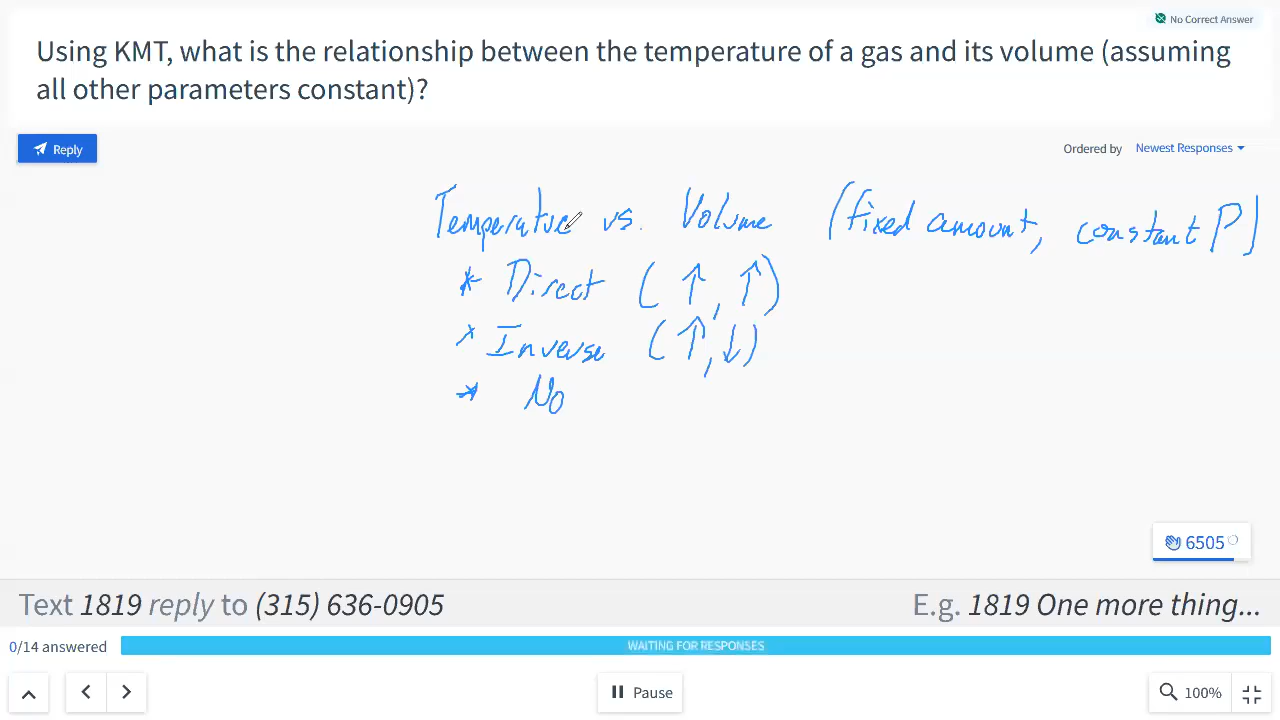 No Correct Answer
Using KMT, what is the relationship between the temperature of a gas and its volume (assuming
all other parameters constant)?
Reply
Ordered by Newest Responses
Temperature vs. Volume (fixed amount, constant P)
* Direct (↑, ↑)
* Inverse (↑, ↓)
* No
6505
Text 1819 reply to (315) 636-0905
E.g. 1819 One more thing...
0/14 answered
WAITING FOR RESPONSES
Pause
100%